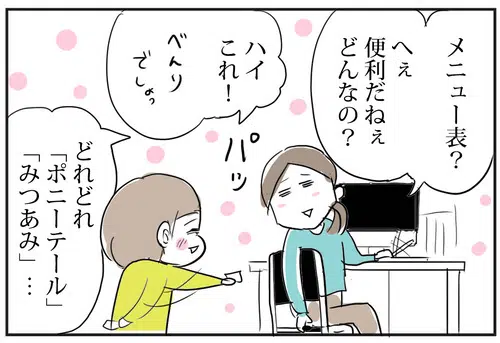 メニュー表?
へぇ
便利だねぇ
どんなの?
ハイ
これ!
べんり
でしょっ
パッ
どれどれ
「ポニーテール」
「みつあみ」…